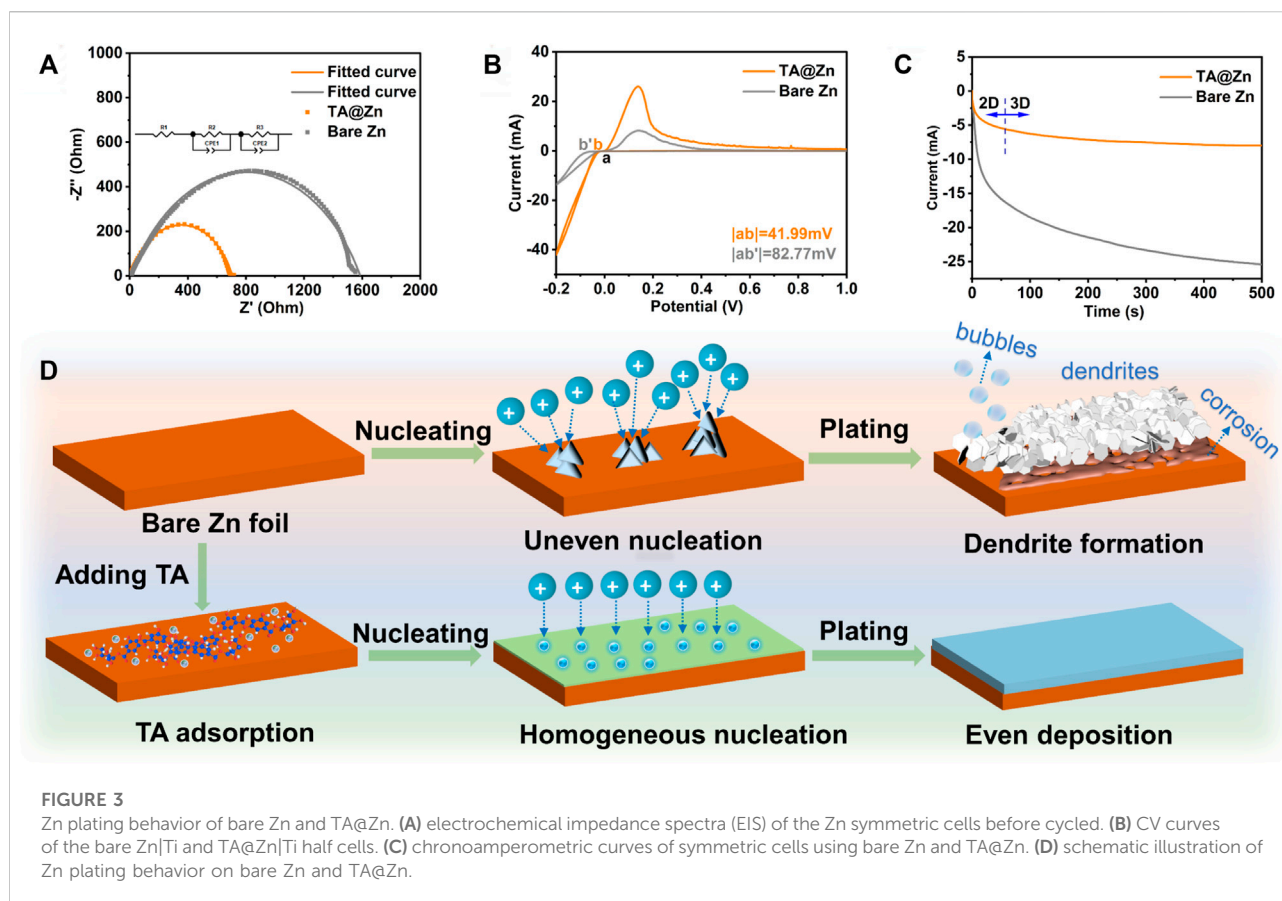 A
1000
800
600
400
200
0
-Z'' (Ohm)
0
400
800
1200
1600
2000
Z' (Ohm)
Fitted curve
Fitted curve
TA@Zn
Bare Zn
R1
R2
R3
CPE1
CPE2
B
40
20
0
-20
-40
Current (mA)
-0.2
0.0
0.2
0.4
0.6
0.8
1.0
Potential (V)
TA@Zn
Bare Zn
b' b
a
|ab|=41.99mV
|ab'|=82.77mV
C
5
0
-5
-10
-15
-20
-25
Current (mA)
0
100
200
300
400
500
Time (s)
TA@Zn
Bare Zn
2D 3D
D
bubbles
dendrites
corrosion
Nucleating
Plating
Bare Zn foil
Uneven nucleation
Dendrite formation
Adding TA
Nucleating
Plating
TA adsorption
Homogeneous nucleation
Even deposition
FIGURE 3
Zn plating behavior of bare Zn and TA@Zn. (A) electrochemical impedance spectra (EIS) of the Zn symmetric cells before cycled. (B) CV curves
of the bare Zn|Ti and TA@Zn|Ti half cells. (C) chronoamperometric curves of symmetric cells using bare Zn and TA@Zn. (D) schematic illustration of
Zn plating behavior on bare Zn and TA@Zn.